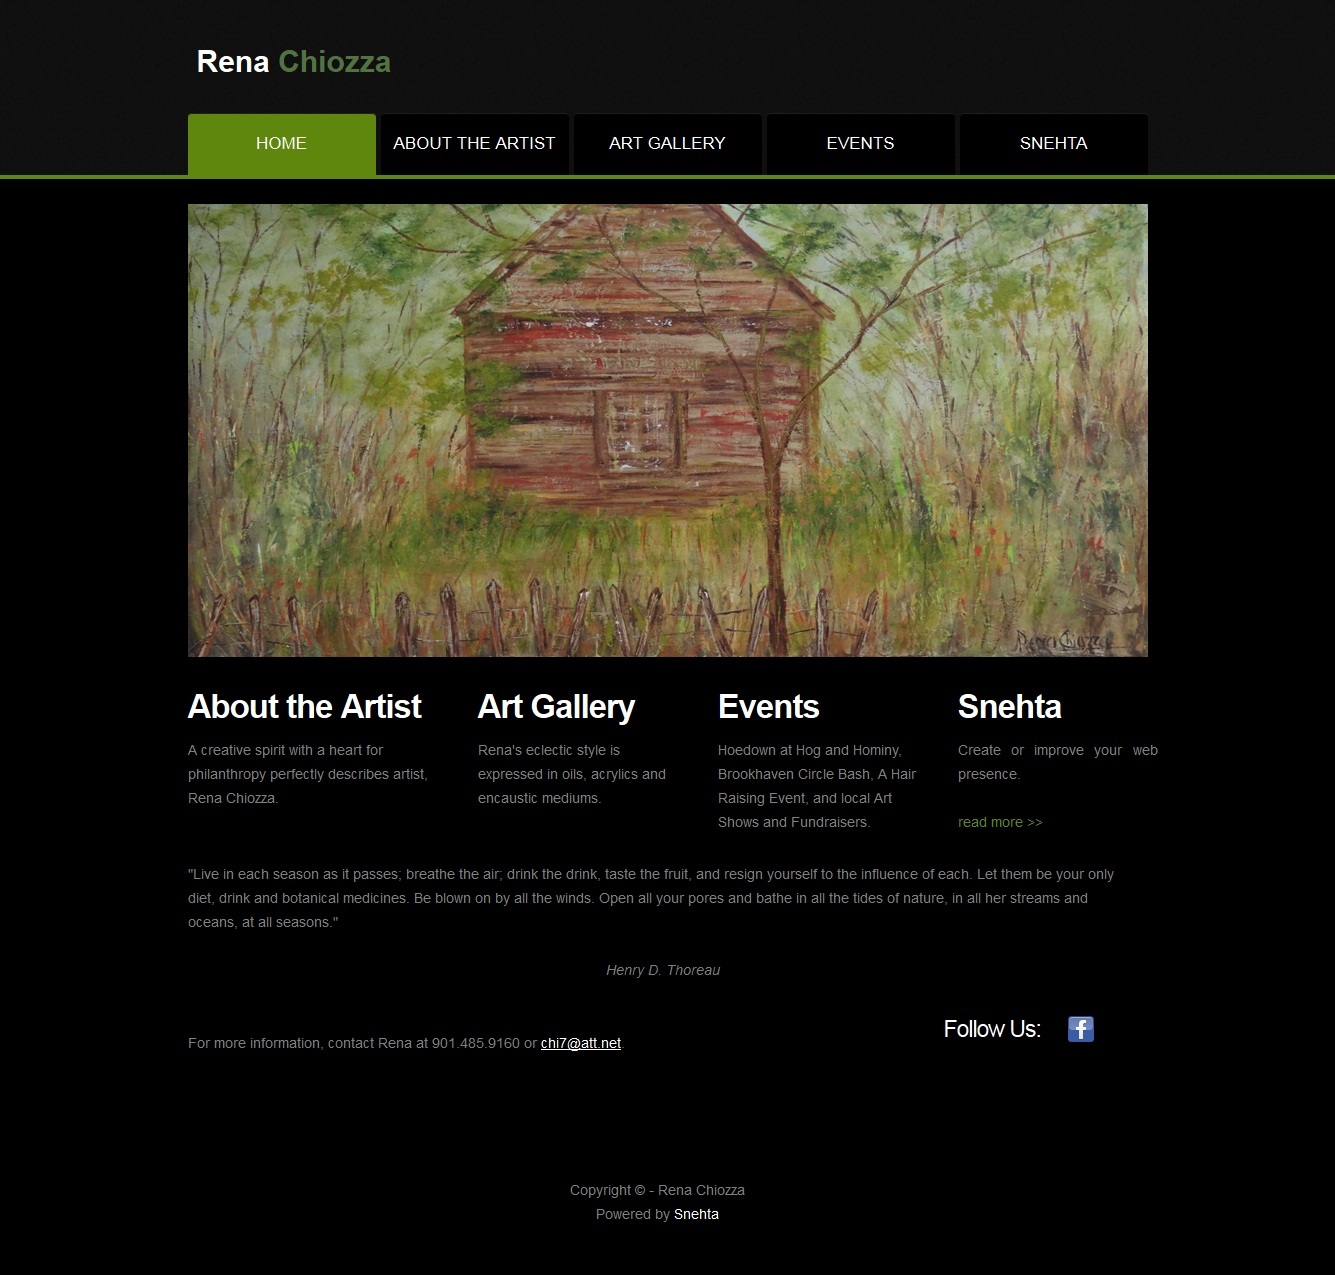 Rena Chiozza
HOME
ABOUT THE ARTIST
ART GALLERY
EVENTS
SNEHTA
Rena Chiozza
About the Artist
A creative spirit with a heart for
philanthropy perfectly describes artist,
Rena Chiozza.
Art Gallery
Rena's eclectic style is
expressed in oils, acrylics and
encaustic mediums.
Events
Hoedown at Hog and Hominy,
Brookhaven Circle Bash, A Hair
Raising Event, and local Art
Shows and Fundraisers.
Snehta
Create or improve your web
presence.
read more >>
"Live in each season as it passes; breathe the air; drink the drink, taste the fruit, and resign yourself to the influence of each. Let them be your only
diet, drink and botanical medicines. Be blown on by all the winds. Open all your pores and bathe in all the tides of nature, in all her streams and
oceans, at all seasons."
Henry D. Thoreau
For more information, contact Rena at 901.485.9160 or chi7@att.net.
Follow Us:
Copyright © - Rena Chiozza
Powered by Snehta